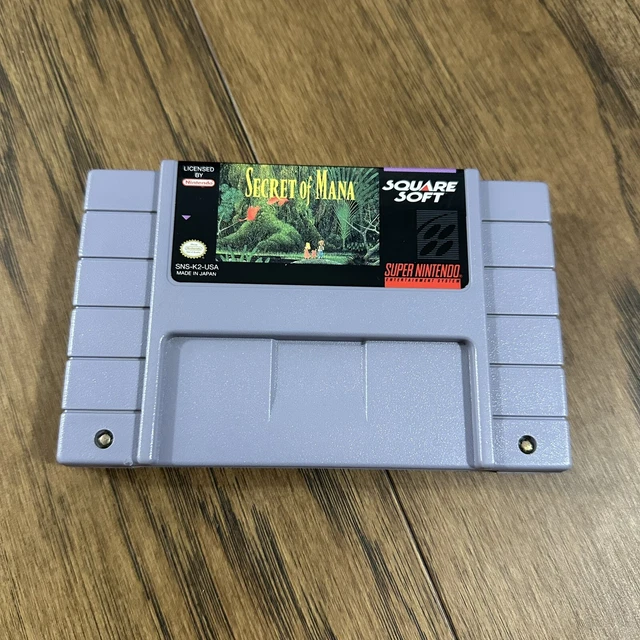 LICENSED
BY
Nintendo
SNS-K2-USA
MADE IN JAPAN
SECRET OF MANA
SQUARE
SOFT
SUPER NINTENDO
ENTERTAINMENT SYSTEM